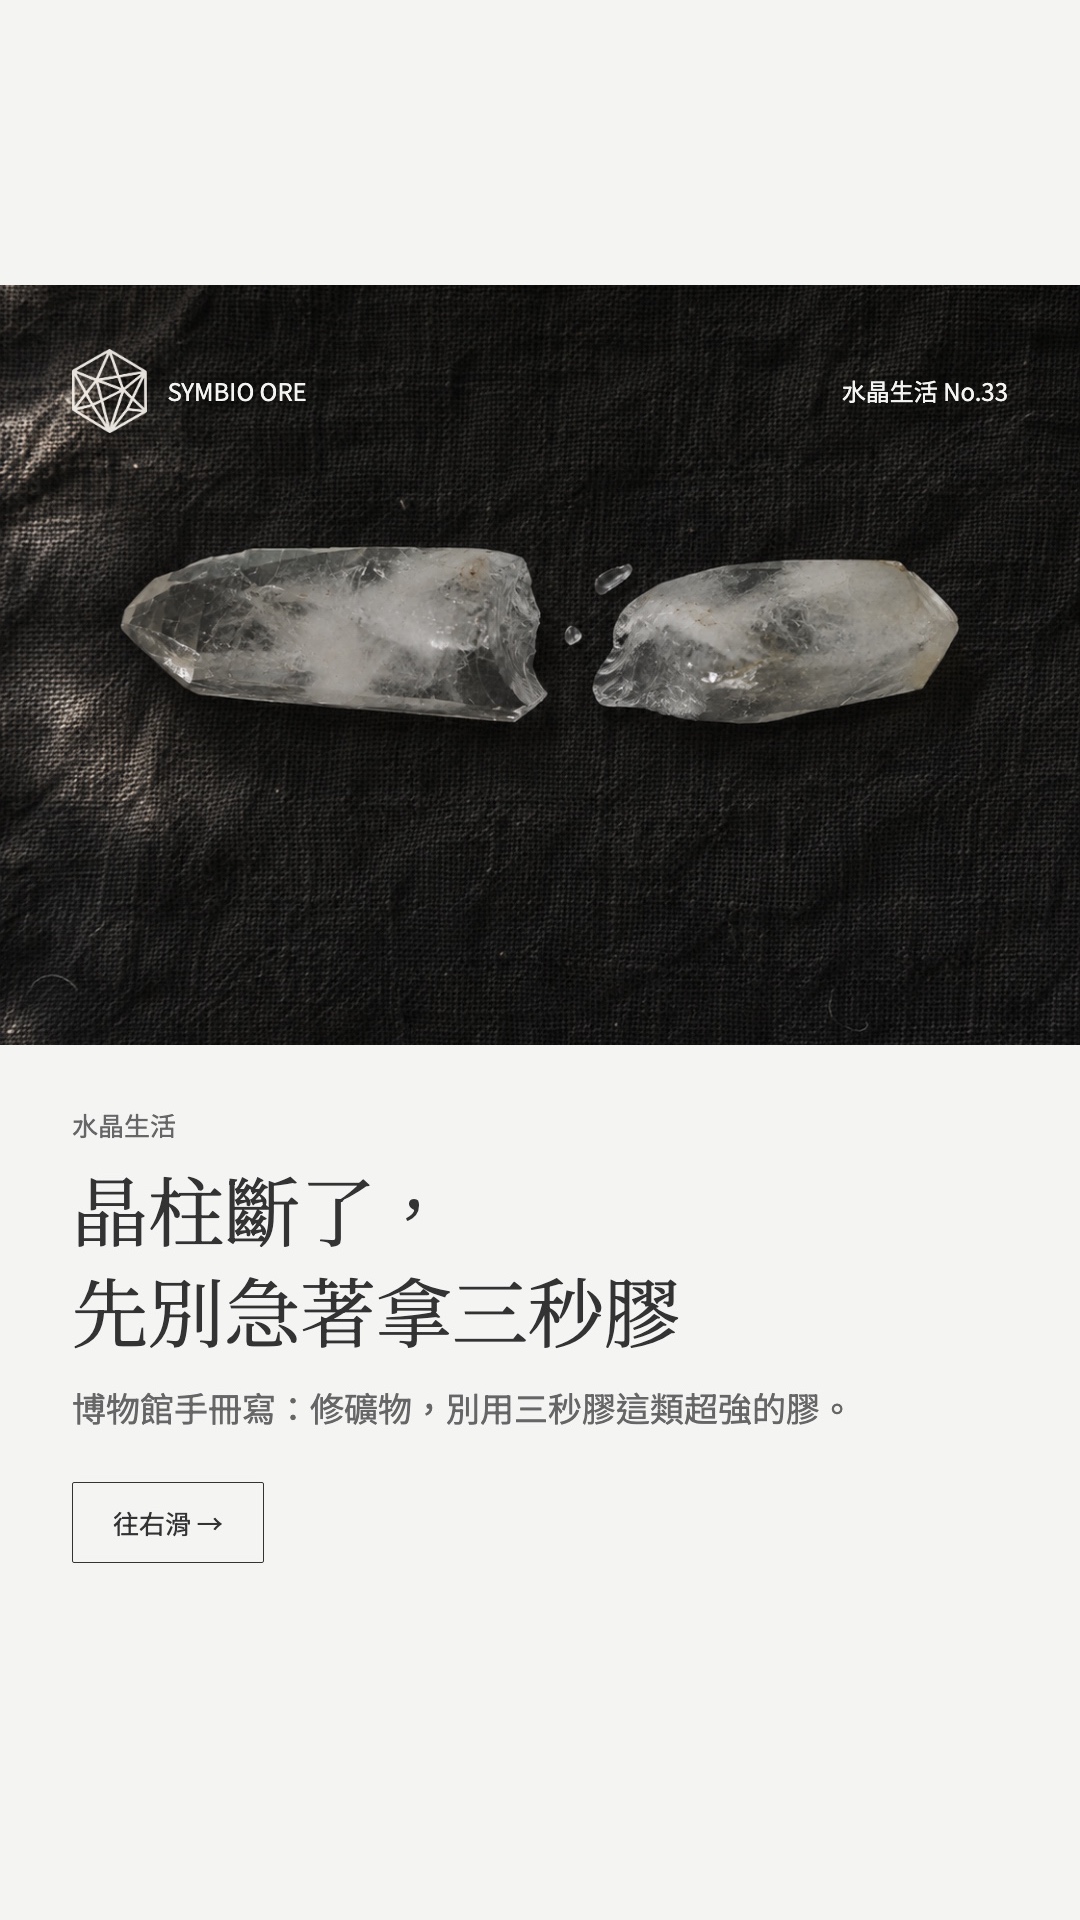 SYMBIO ORE
水晶生活 No.33
水晶生活
晶柱斷了，
先別急著拿三秒膠
博物館手冊寫：修礦物，別用三秒膠這類超強的膠。
往右滑 →